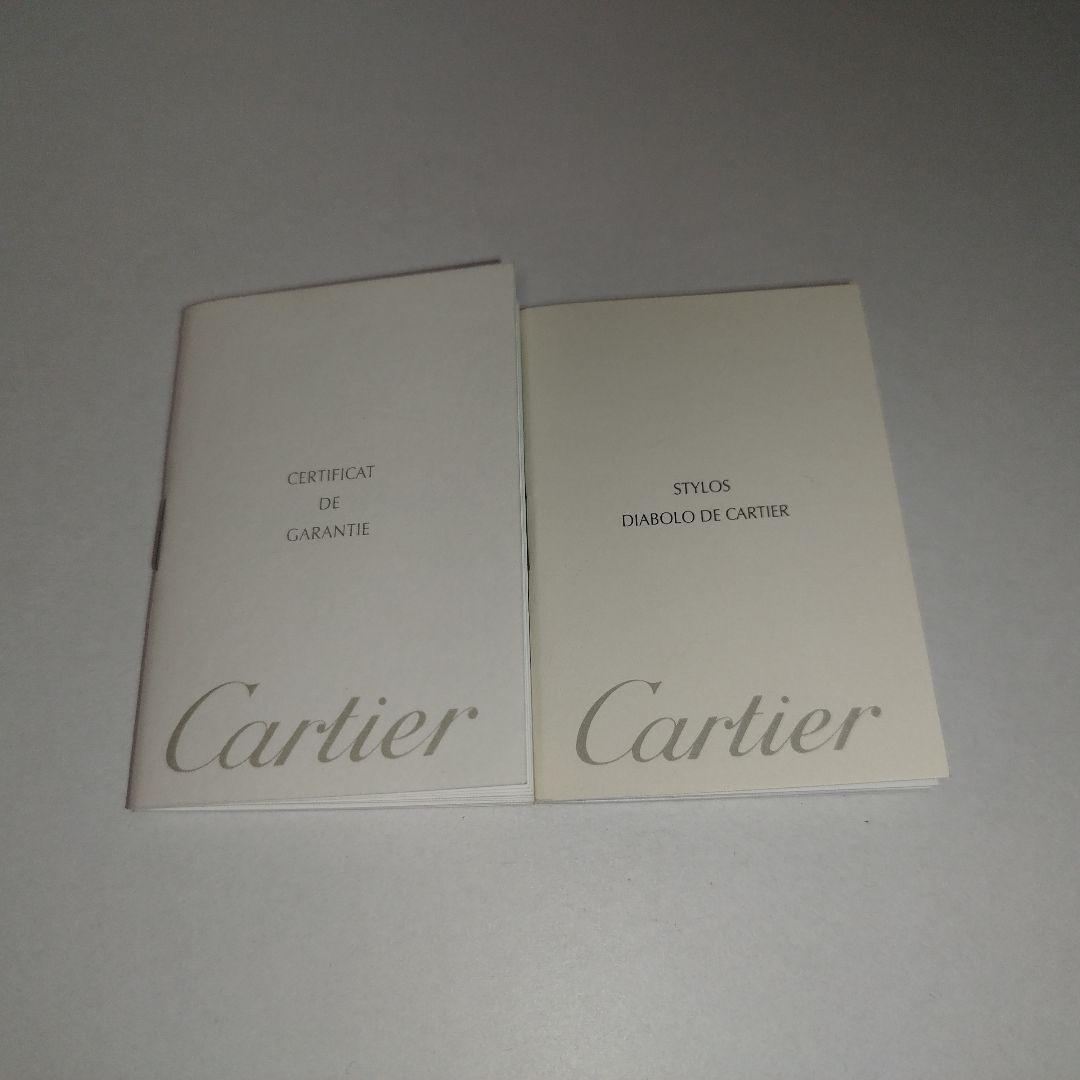 CERTIFICAT
DE
GARANTIE
Cartier
STYLOS
DIABOLO DE CARTIER
Cartier